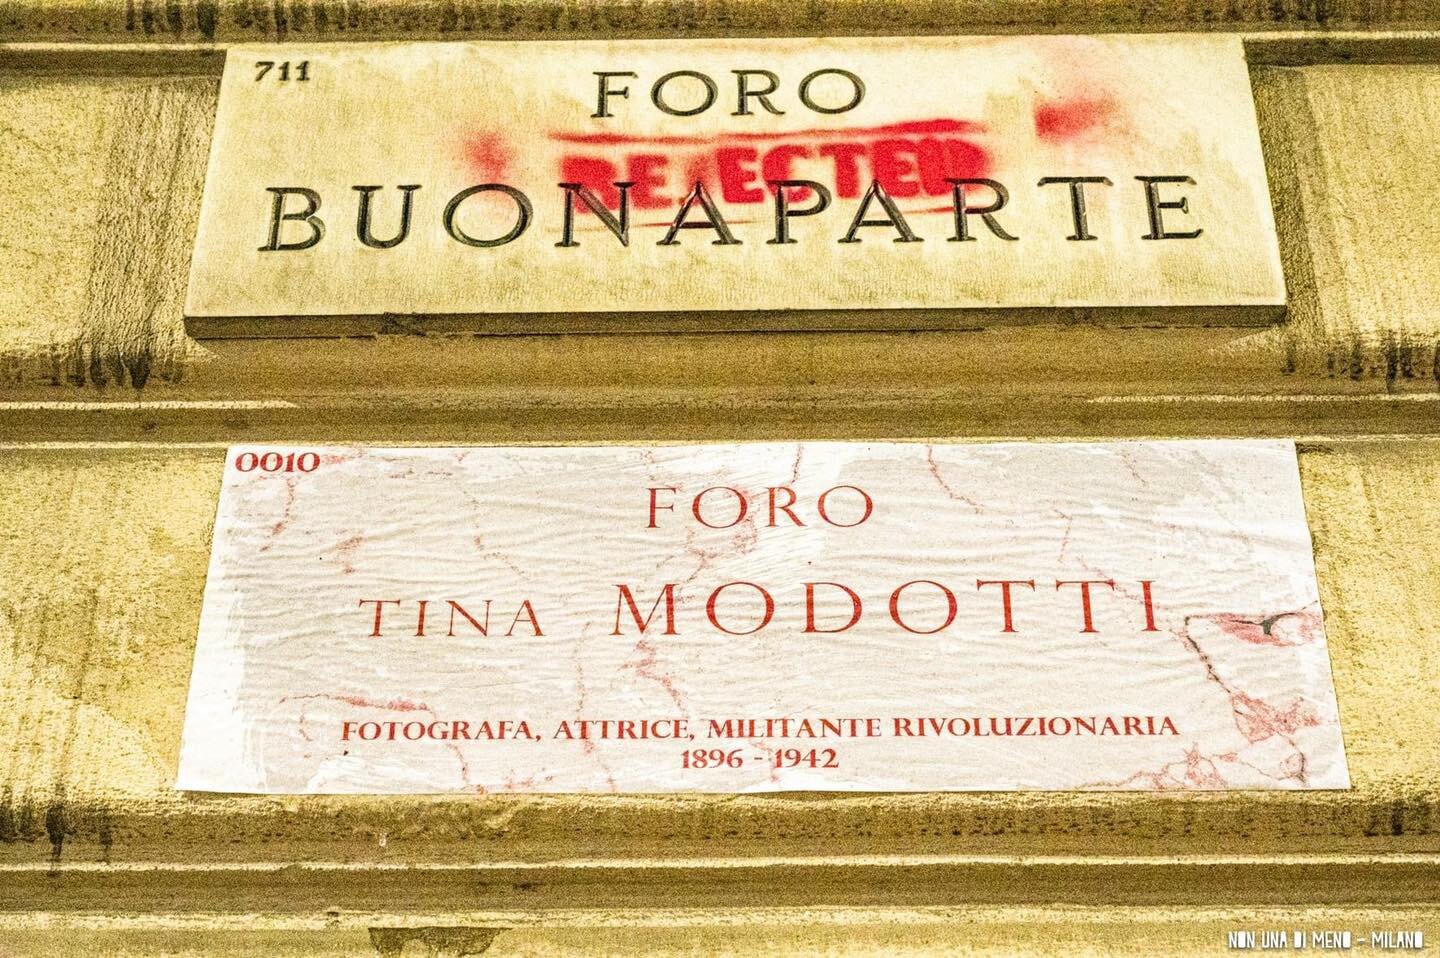 711
FORO
REJECTED
BUONAPARTE
0010
FORO
TINA MODOTTI
FOTOGRAFA, ATTRICE, MILITANTE RIVOLUZIONARIA
1896 - 1942
NON UNA DI MENO - MILANO